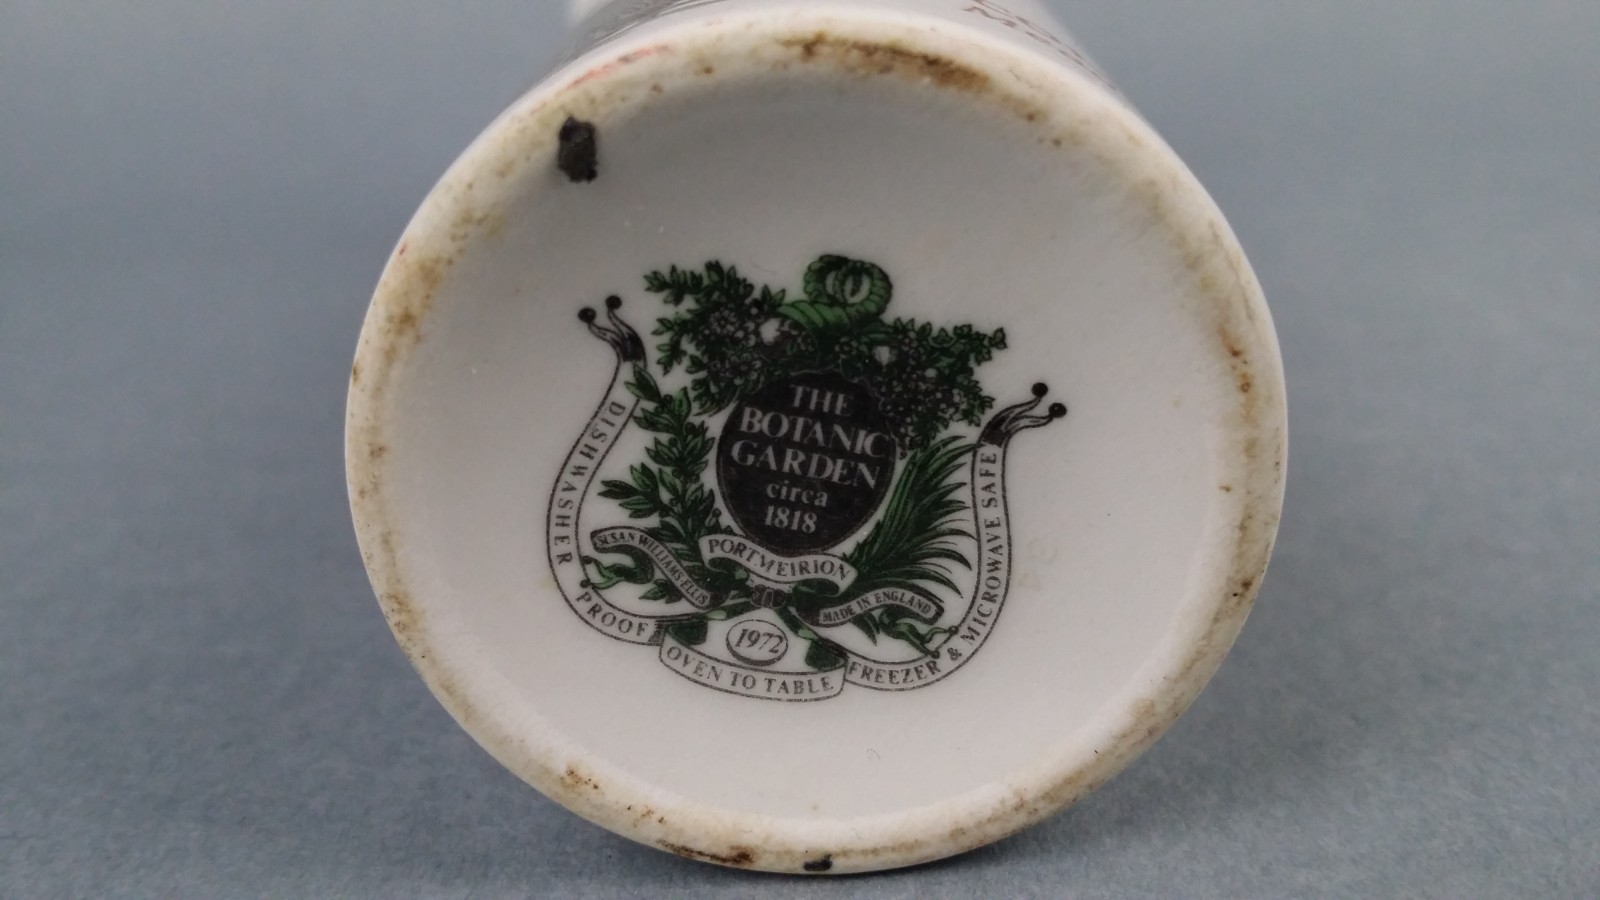 THE
BOTANIC
GARDEN
circa
1818
PORTMEIRION
SUSAN WILLIAMS-ELLIS
MADE IN ENGLAND
1972
DISHWASHER PROOF
OVEN TO TABLE
FREEZER & MICROWAVE SAFE